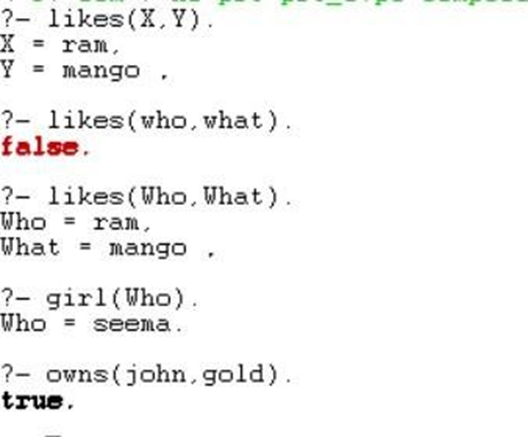 ?- likes(X,Y).
X = ram,
Y = mango .
?- likes(who,what).
false.
?- likes(Who,What).
Who = ram,
What = mango .
?- girl(Who).
Who = seema.
?- owns(john,gold).
true.